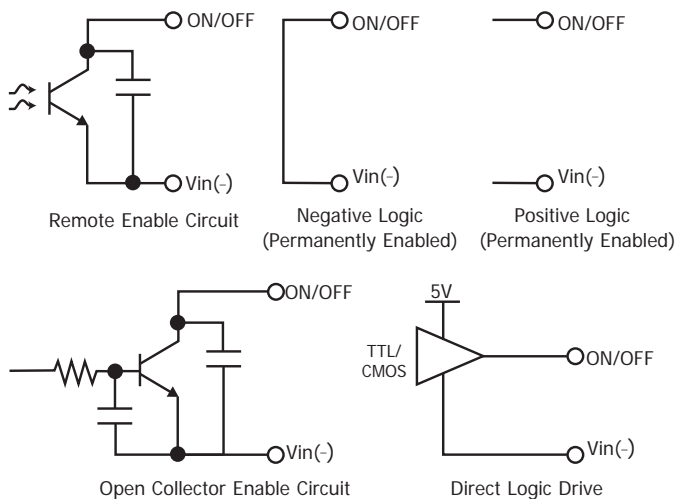 ON/OFF
Vin(-)
Remote Enable Circuit
ON/OFF
Vin(-)
Negative Logic
(Permanently Enabled)
ON/OFF
Vin(-)
Positive Logic
(Permanently Enabled)
ON/OFF
Vin(-)
Open Collector Enable Circuit
5V
TTL/
CMOS
ON/OFF
Vin(-)
Direct Logic Drive